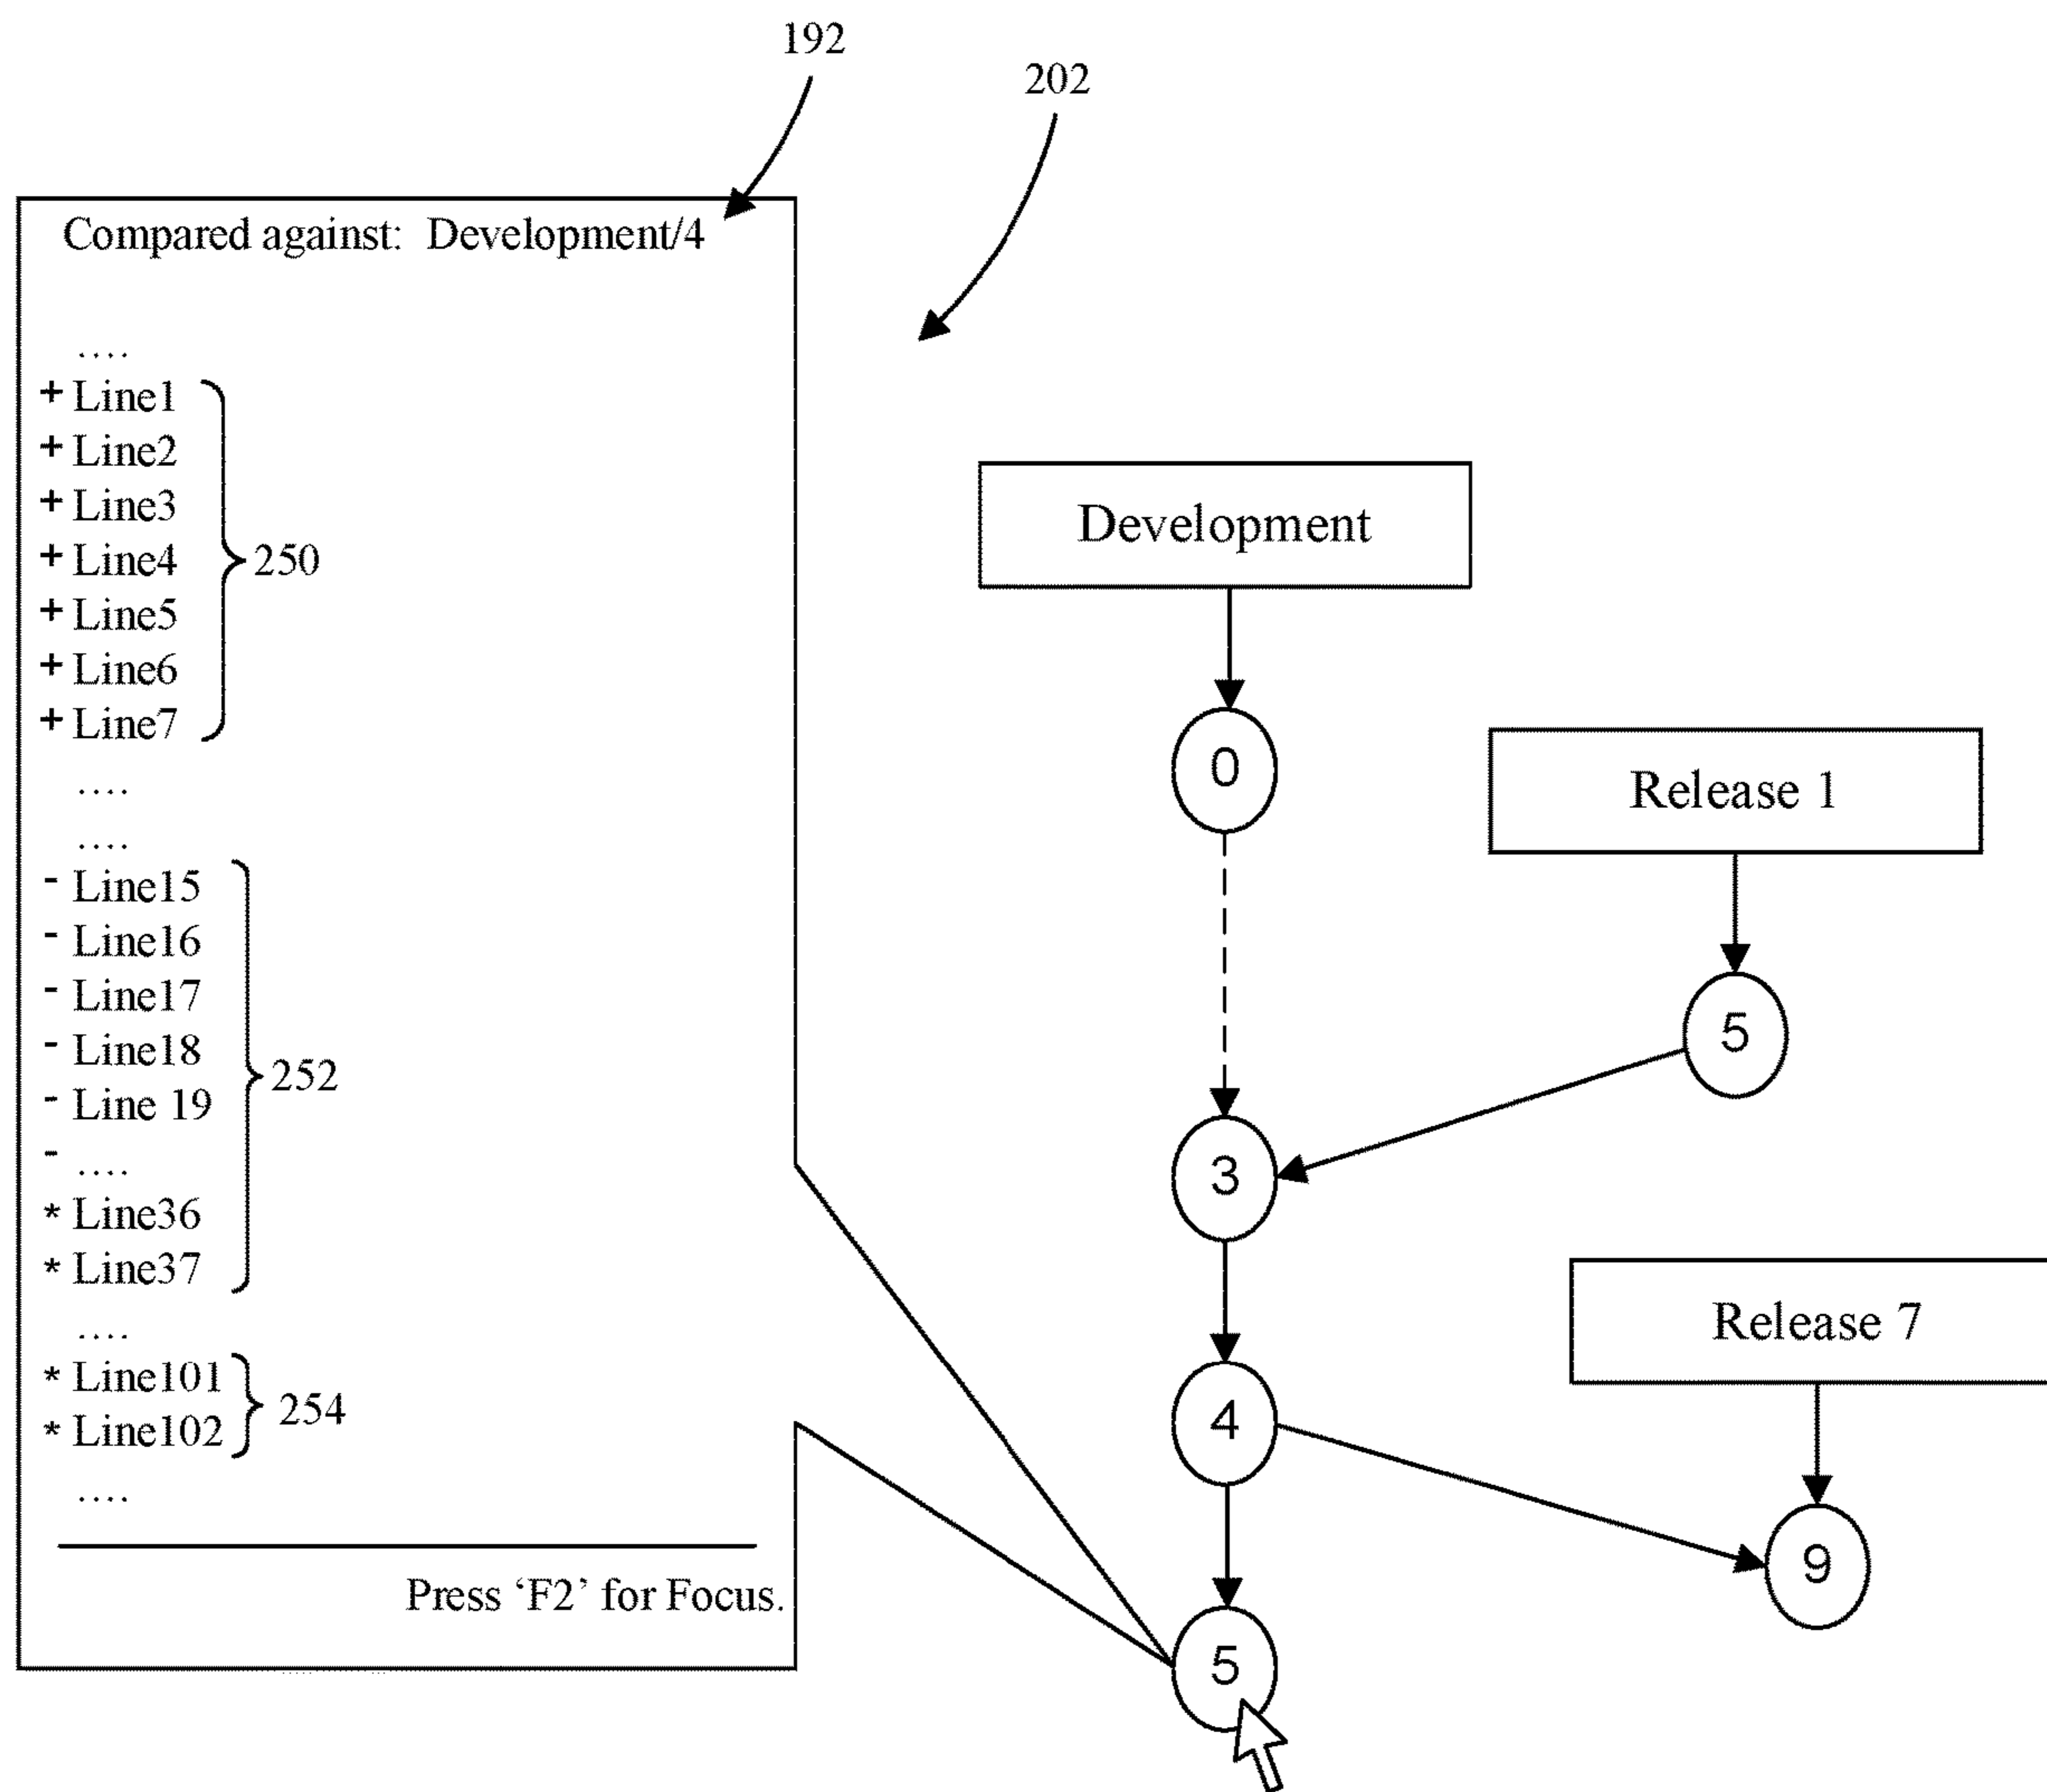 192
202
Compared against: Development/4
....
+ Line1
+ Line2
+ Line3
+ Line4
+ Line5
+ Line6
+ Line7
250
....
....
- Line15
- Line16
- Line17
- Line18
- Line 19
- ....
* Line36
* Line37
252
....
* Line101
* Line102
254
....
Press ‘F2’ for Focus.
Development
0
Release 1
5
3
Release 7
4
9
5